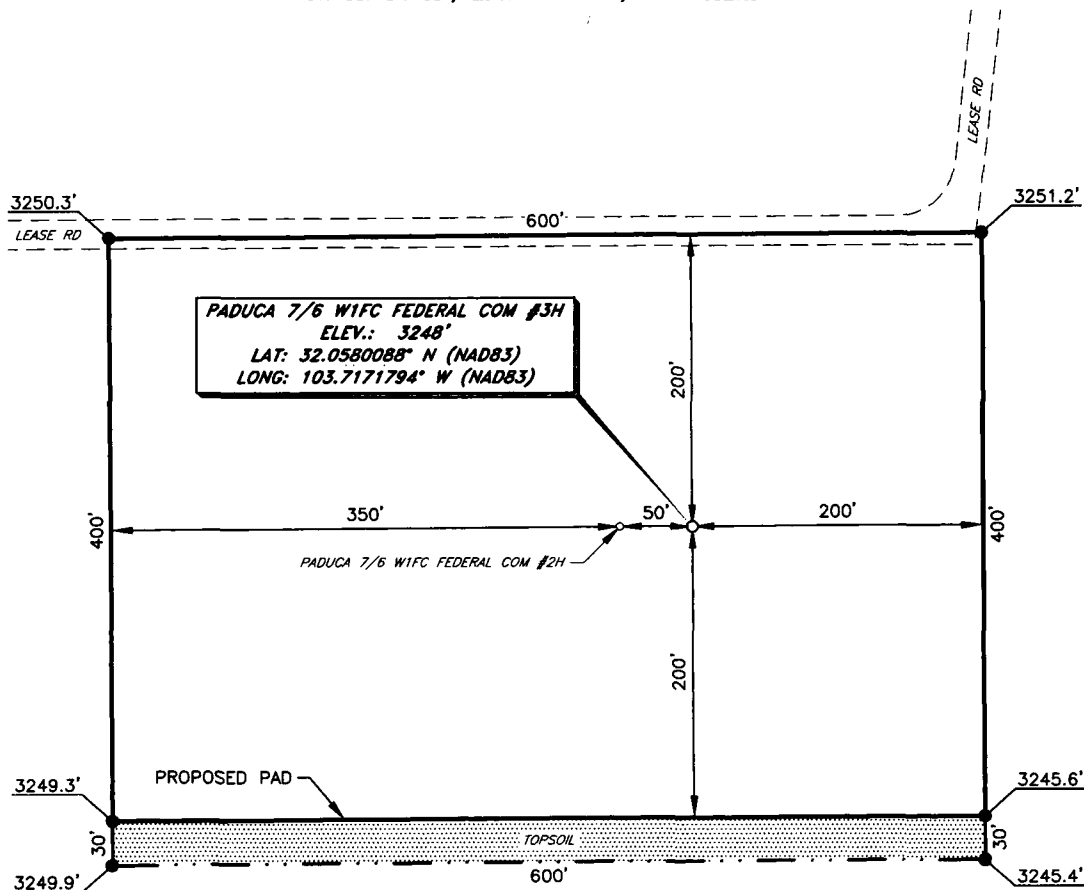 LEASE RD
3250.3'
3251.2'
LEASE RD
600'
PADUCA 7/6 W1FC FEDERAL COM #3H
ELEV.: 3248'
LAT: 32.0580088° N (NAD83)
LONG: 103.7171794° W (NAD83)
200'
350'
50'
200'
400'
400'
PADUCA 7/6 W1FC FEDERAL COM #2H
200'
3249.3'
PROPOSED PAD
3245.6'
30'
TOPSOIL
30'
3249.9'
600'
3245.4'